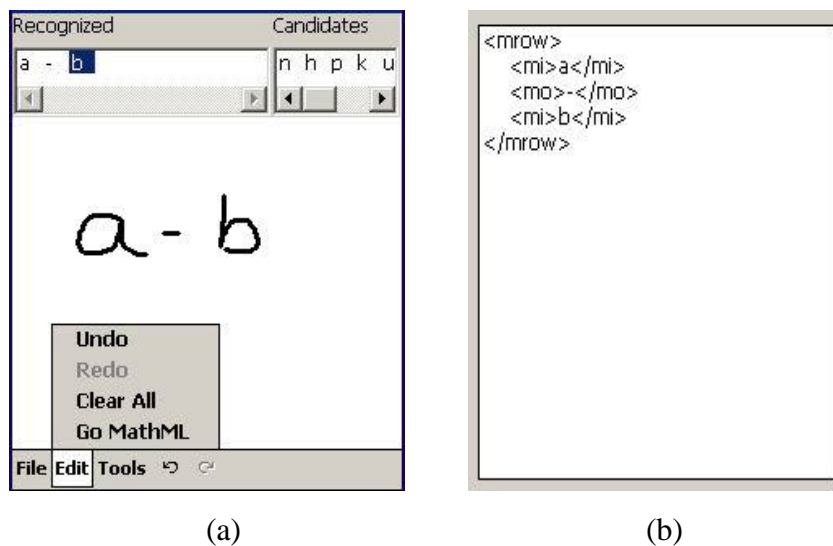 Recognized Candidates
a - b n h p k u
a - b
Undo
Redo
Clear All
Go MathML
File Edit Tools
(a)
<mrow>
<mi>a</mi>
<mo>-</mo>
<mi>b</mi>
</mrow>
(b)